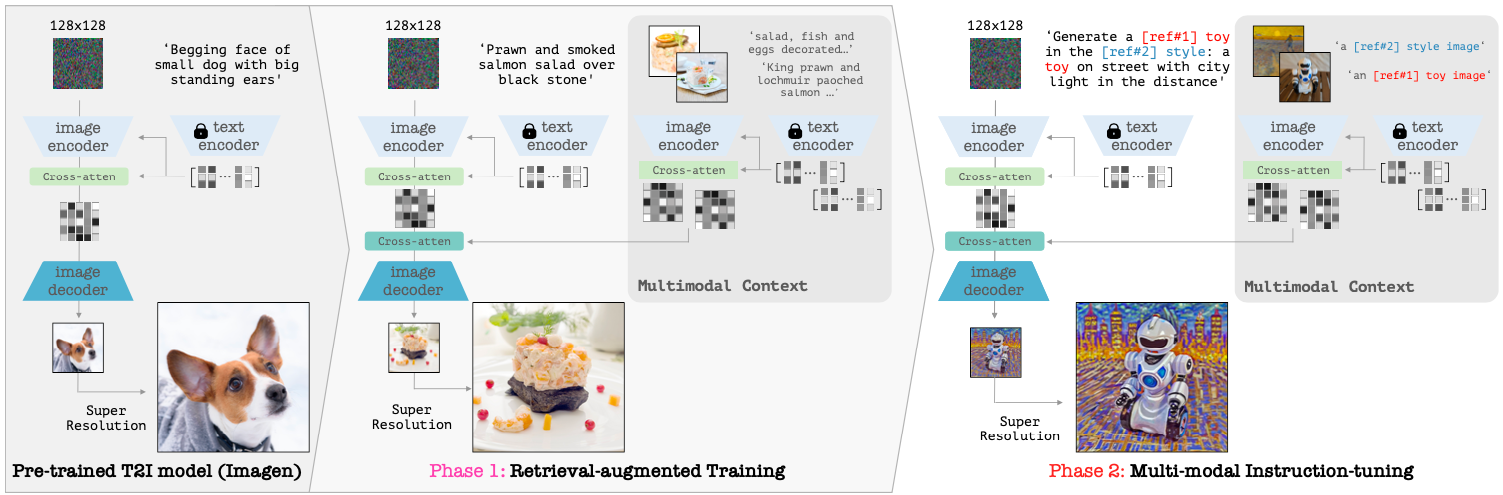 128x128
‘Begging face of
small dog with big
standing ears’
image
encoder
text
encoder
Cross-atten
image
decoder
Super
Resolution
Pre-trained T2I model (Imagen)
128x128
‘Prawn and smoked
salmon salad over
black stone’
image
encoder
text
encoder
Cross-atten
Cross-atten
image
decoder
Super
Resolution
‘salad, fish and
eggs decorated…’
‘King prawn and
lochmuir paoched
salmon …’
image
encoder
text
encoder
Cross-atten
Multimodal Context
Phase 1: Retrieval-augmented Training
128x128
‘Generate a [ref#1] toy
in the [ref#2] style: a
toy on street with city
light in the distance’
image
encoder
text
encoder
Cross-atten
Cross-atten
image
decoder
Super
Resolution
‘a [ref#2] style image‘
‘an [ref#1] toy image‘
image
encoder
text
encoder
Cross-atten
Multimodal Context
Phase 2: Multi-modal Instruction-tuning